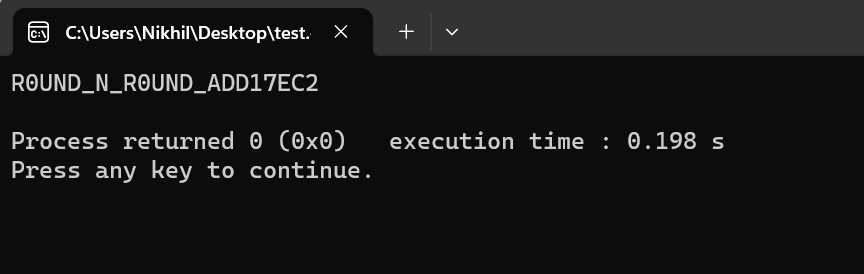 C:\Users\Nikhil\Desktop\test.
R0UND_N_R0UND_ADD17EC2
Process returned 0 (0x0)   execution time : 0.198 s
Press any key to continue.